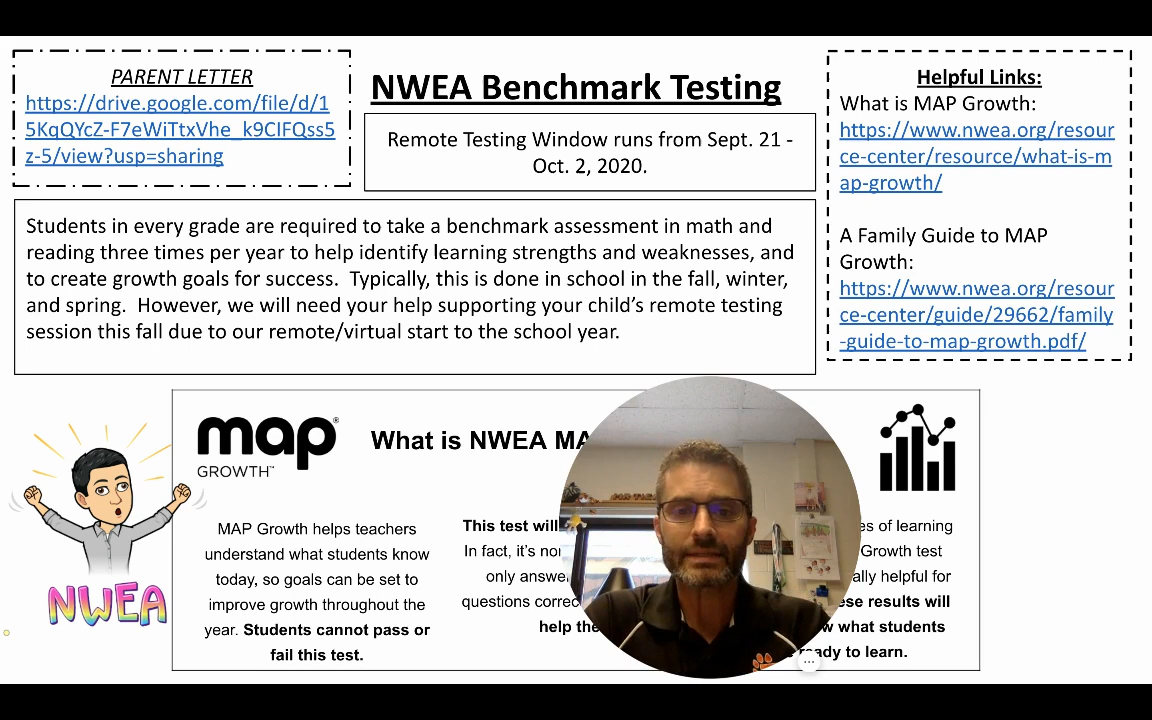 PARENT LETTER
https://drive.google.com/file/d/1
5KqQYcZ-F7eWiTtxVhe_k9CIFQss5
z-5/view?usp=sharing
NWEA Benchmark Testing
Remote Testing Window runs from Sept. 21 -
Oct. 2, 2020.
Students in every grade are required to take a benchmark assessment in math and
reading three times per year to help identify learning strengths and weaknesses, and
to create growth goals for success.  Typically, this is done in school in the fall, winter,
and spring.  However, we will need your help supporting your child's remote testing
session this fall due to our remote/virtual start to the school year.
Helpful Links:
What is MAP Growth:
https://www.nwea.org/resour
ce-center/resource/what-is-m
ap-growth/
A Family Guide to MAP
Growth:
https://www.nwea.org/resour
ce-center/guide/29662/family
-guide-to-map-growth.pdf/
NWEA
map®
GROWTH™
What is NWEA MA
MAP Growth helps teachers
understand what students know
today, so goals can be set to
improve growth throughout the
year. Students cannot pass or
fail this test.
This test will
In fact, it's
only
questions
help
of learning
Growth test
helpful for
results will
what students
ready to learn.